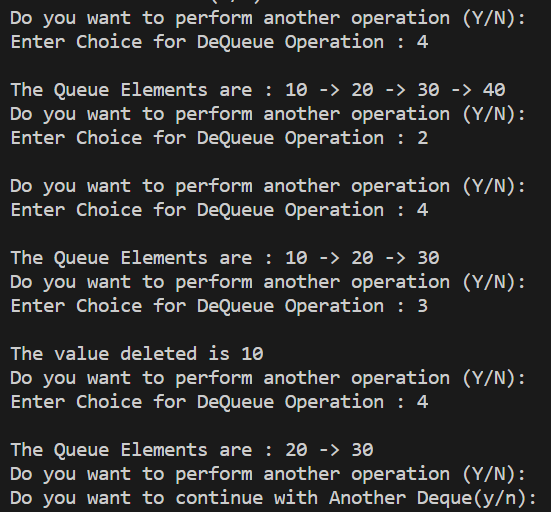 Do you want to perform another operation (Y/N):
Enter Choice for DeQueue Operation : 4
The Queue Elements are : 10 -> 20 -> 30 -> 40
Do you want to perform another operation (Y/N):
Enter Choice for DeQueue Operation : 2
Do you want to perform another operation (Y/N):
Enter Choice for DeQueue Operation : 4
The Queue Elements are : 10 -> 20 -> 30
Do you want to perform another operation (Y/N):
Enter Choice for DeQueue Operation : 3
The value deleted is 10
Do you want to perform another operation (Y/N):
Enter Choice for DeQueue Operation : 4
The Queue Elements are : 20 -> 30
Do you want to perform another operation (Y/N):
Do you want to continue with Another Deque(y/n):